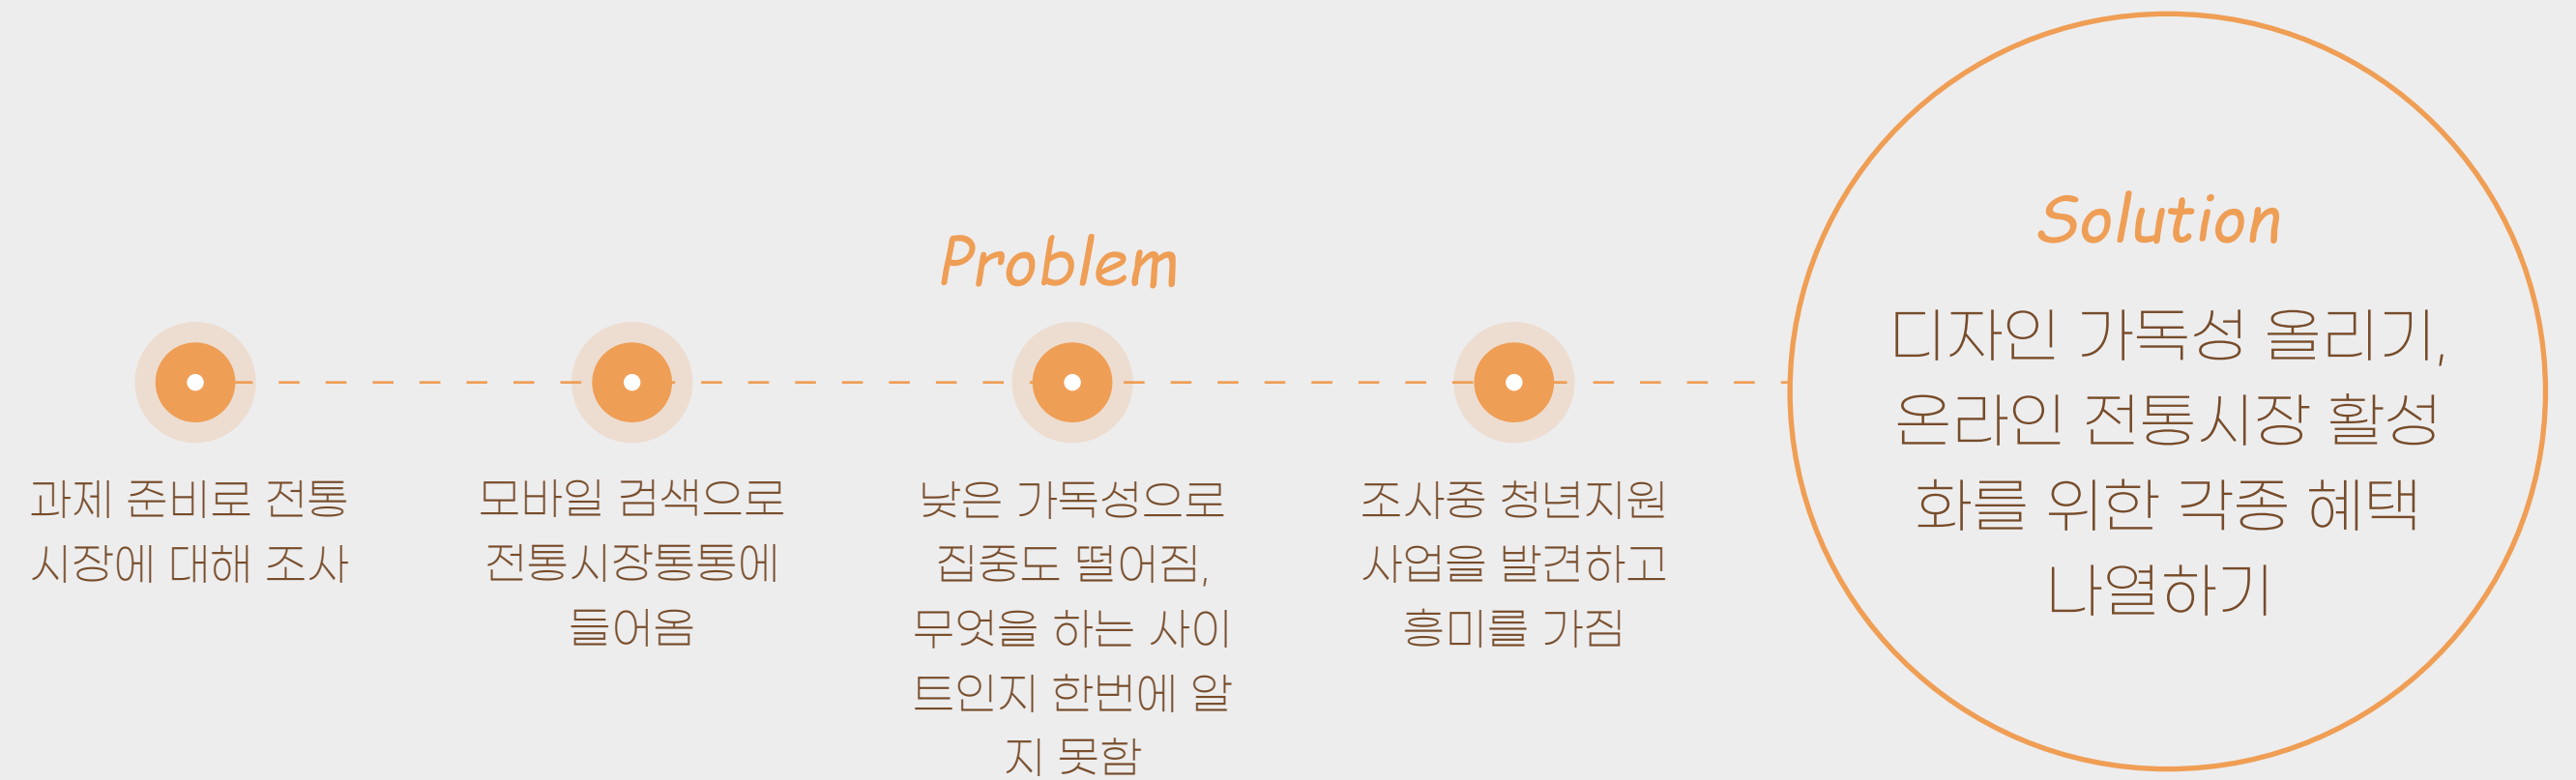 과제 준비로 전통
시장에 대해 조사
모바일 검색으로
전통시장통통에
들어옴
Problem
낮은 가독성으로
집중도 떨어짐,
무엇을 하는 사이
트인지 한번에 알
지 못함
조사중 청년지원
사업을 발견하고
흥미를 가짐
Solution
디자인 가독성 올리기,
온라인 전통시장 활성
화를 위한 각종 혜택
나열하기